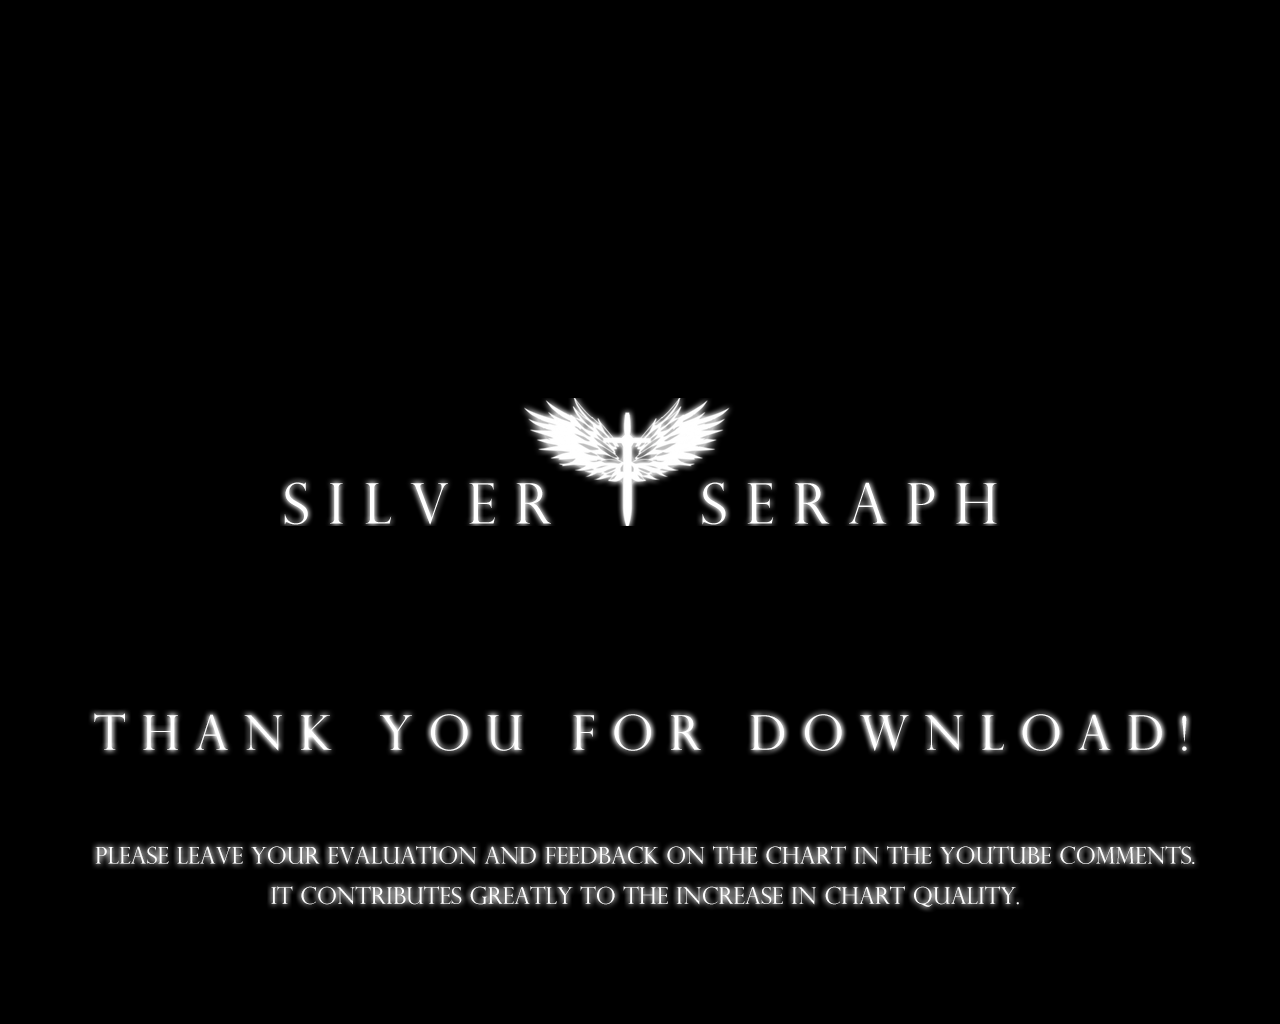 SILVER SERAPH
THANK YOU FOR DOWNLOAD!
PLEASE LEAVE YOUR EVALUATION AND FEEDBACK ON THE CHART IN THE YOUTUBE COMMENTS.
IT CONTRIBUTES GREATLY TO THE INCREASE IN CHART QUALITY.